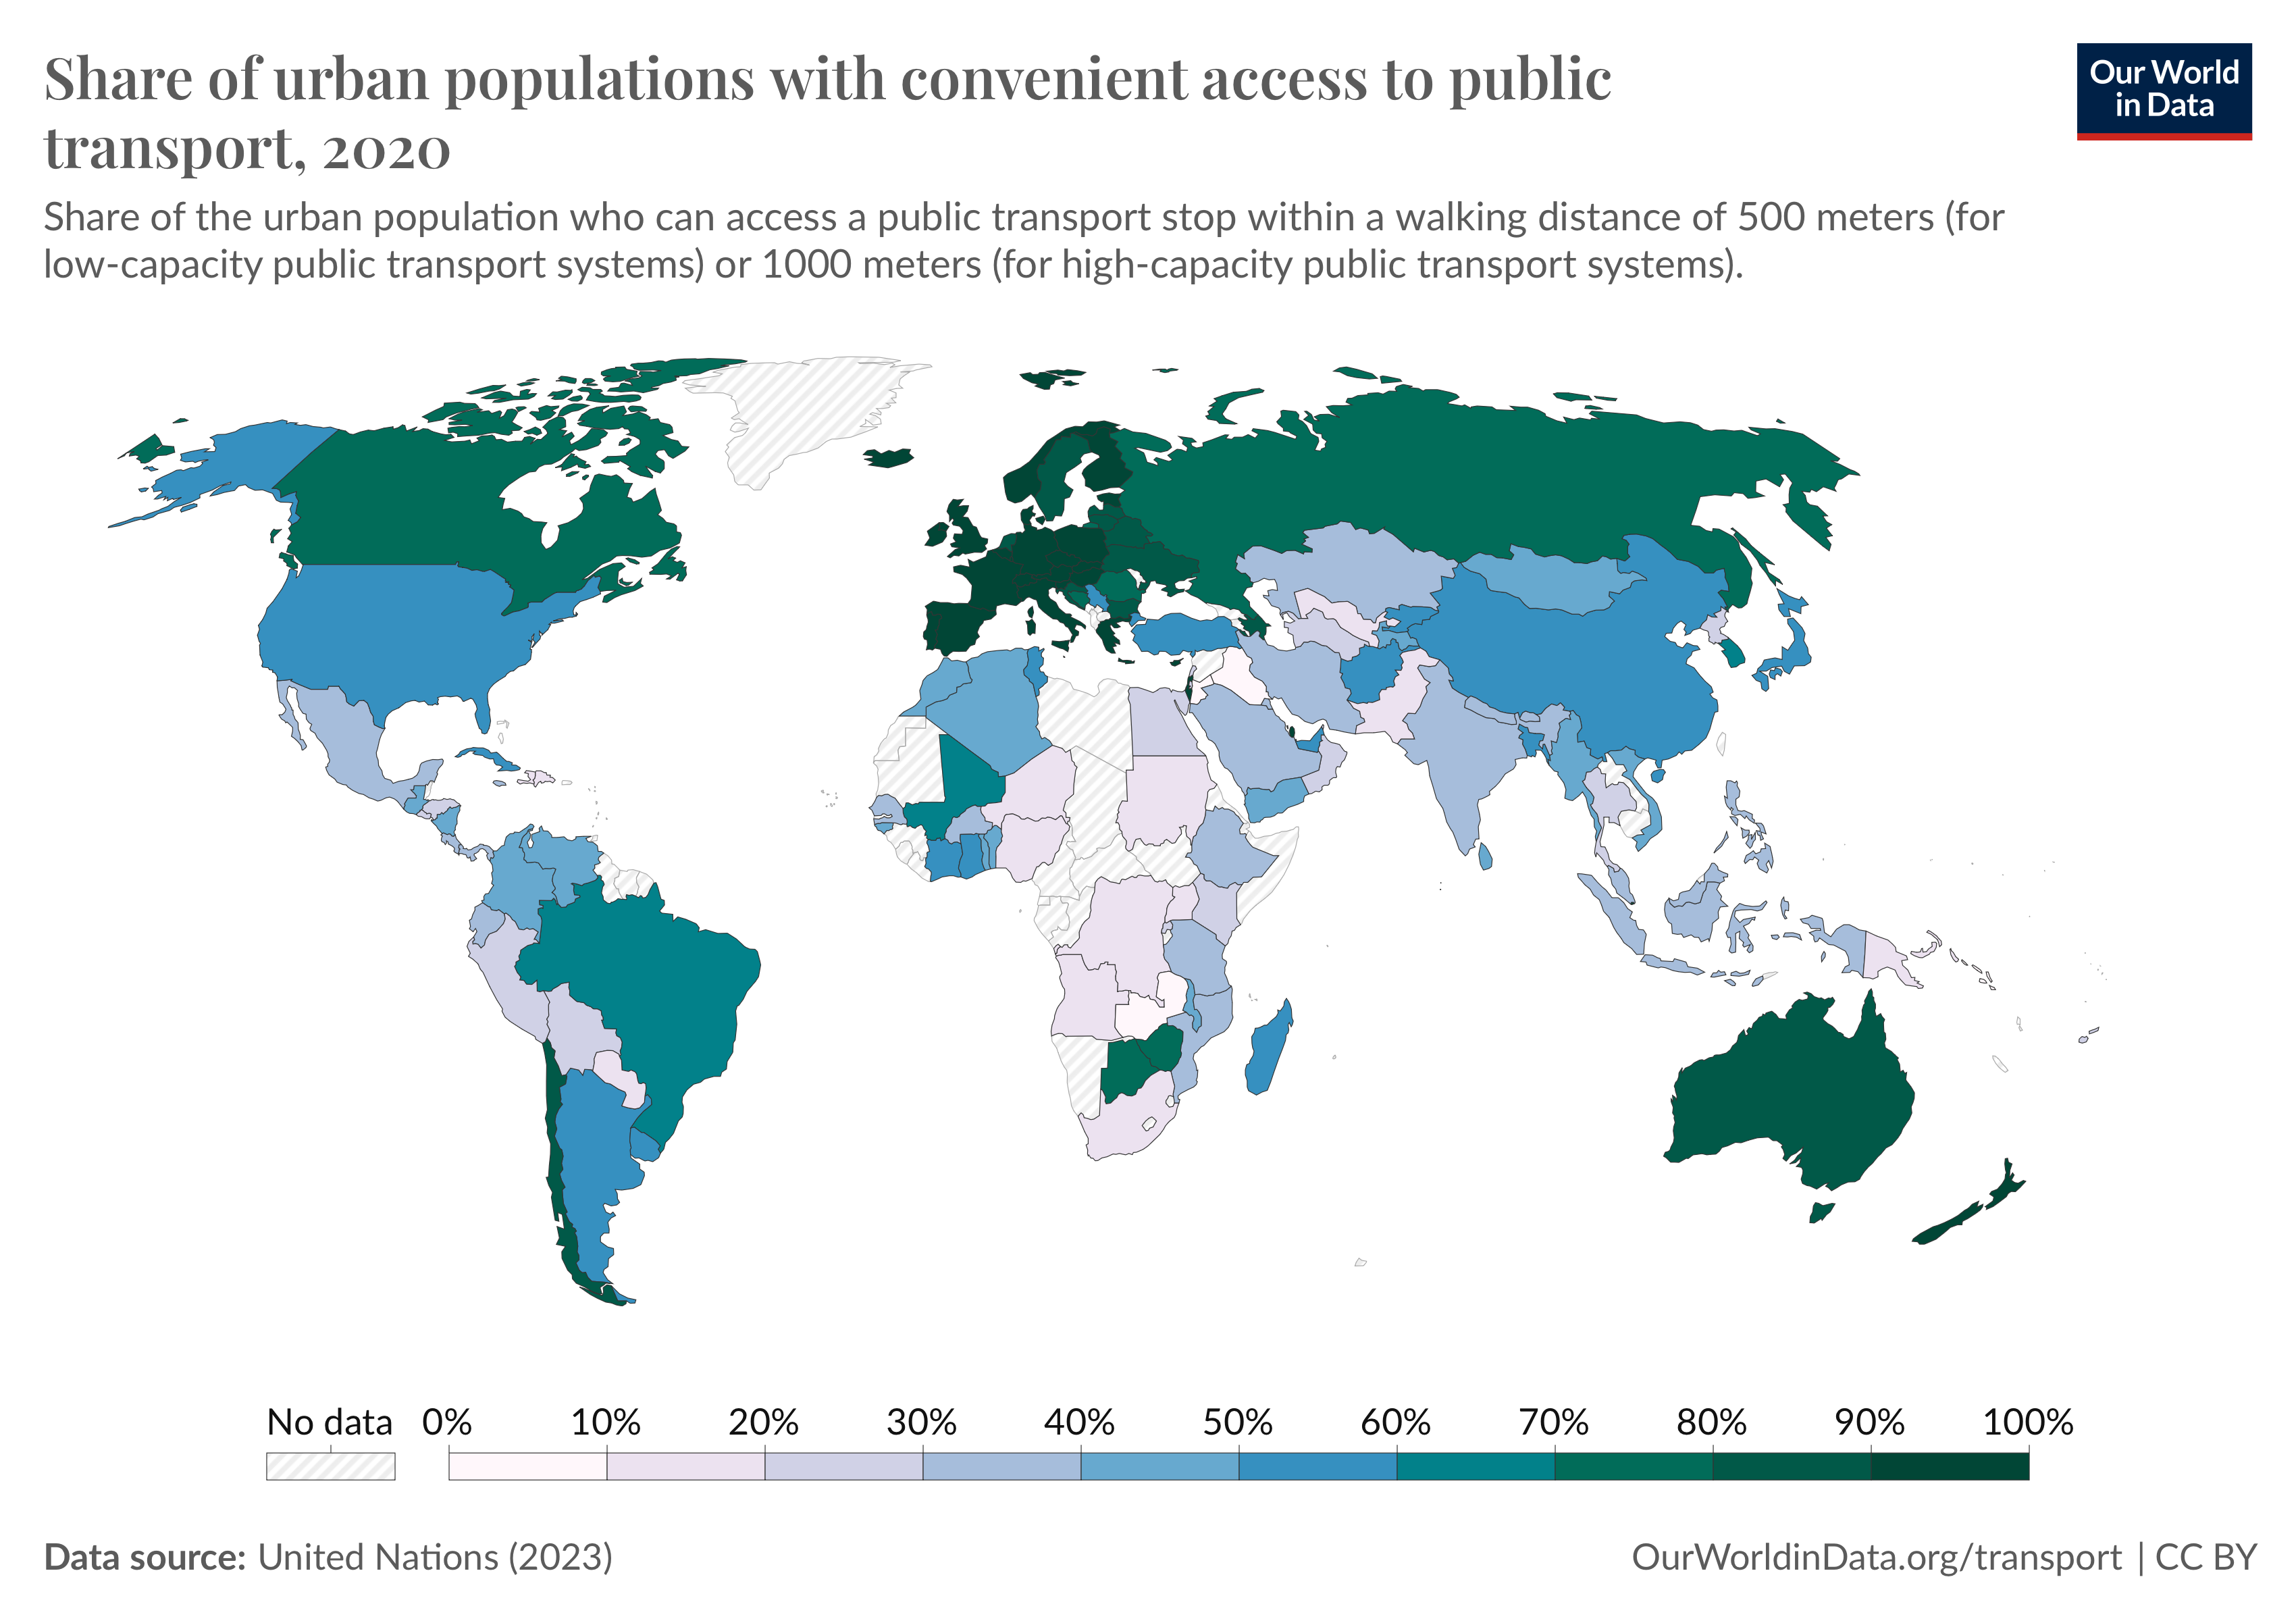 Share of urban populations with convenient access to public
transport, 2020
Our World
in Data
Share of the urban population who can access a public transport stop within a walking distance of 500 meters (for
low-capacity public transport systems) or 1000 meters (for high-capacity public transport systems).
No data 0% 10% 20% 30% 40% 50% 60% 70% 80% 90% 100%
Data source: United Nations (2023)
OurWorldinData.org/transport | CC BY